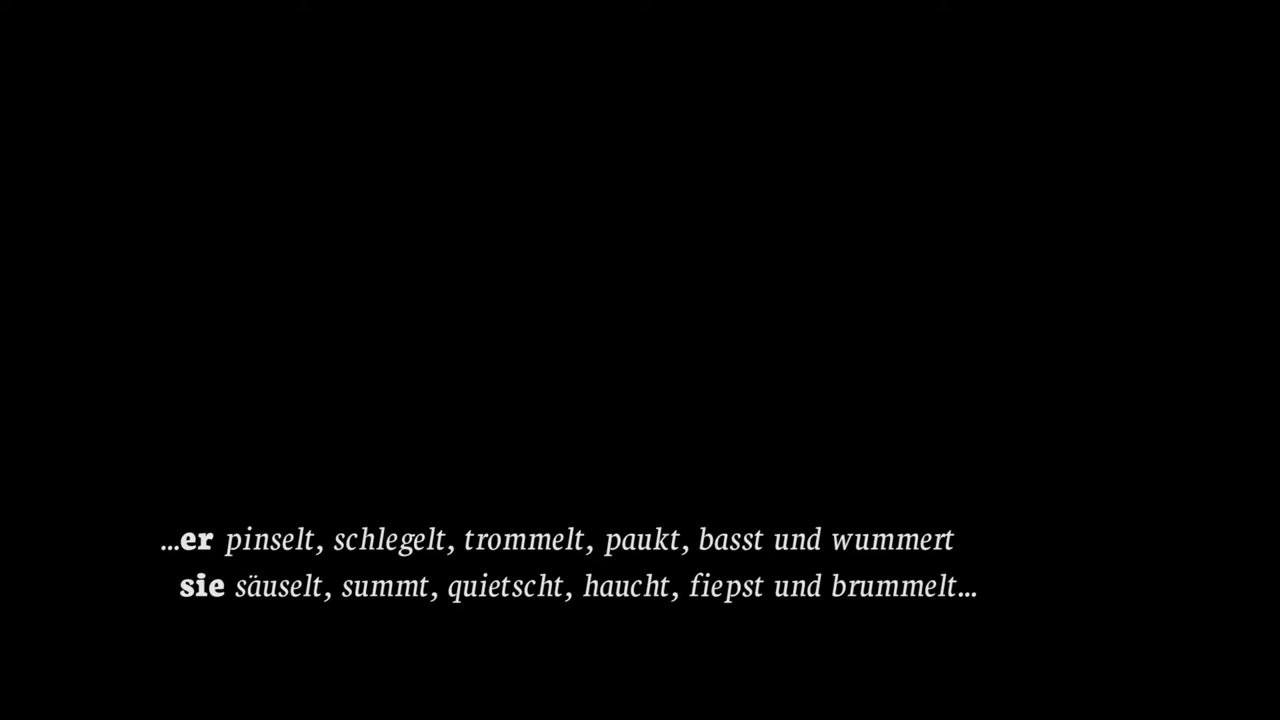 ...er pinselt, schlegelt, trommelt, paukt, basst und wummert
sie säuselt, summt, quietscht, haucht, fiepst und brummelt...